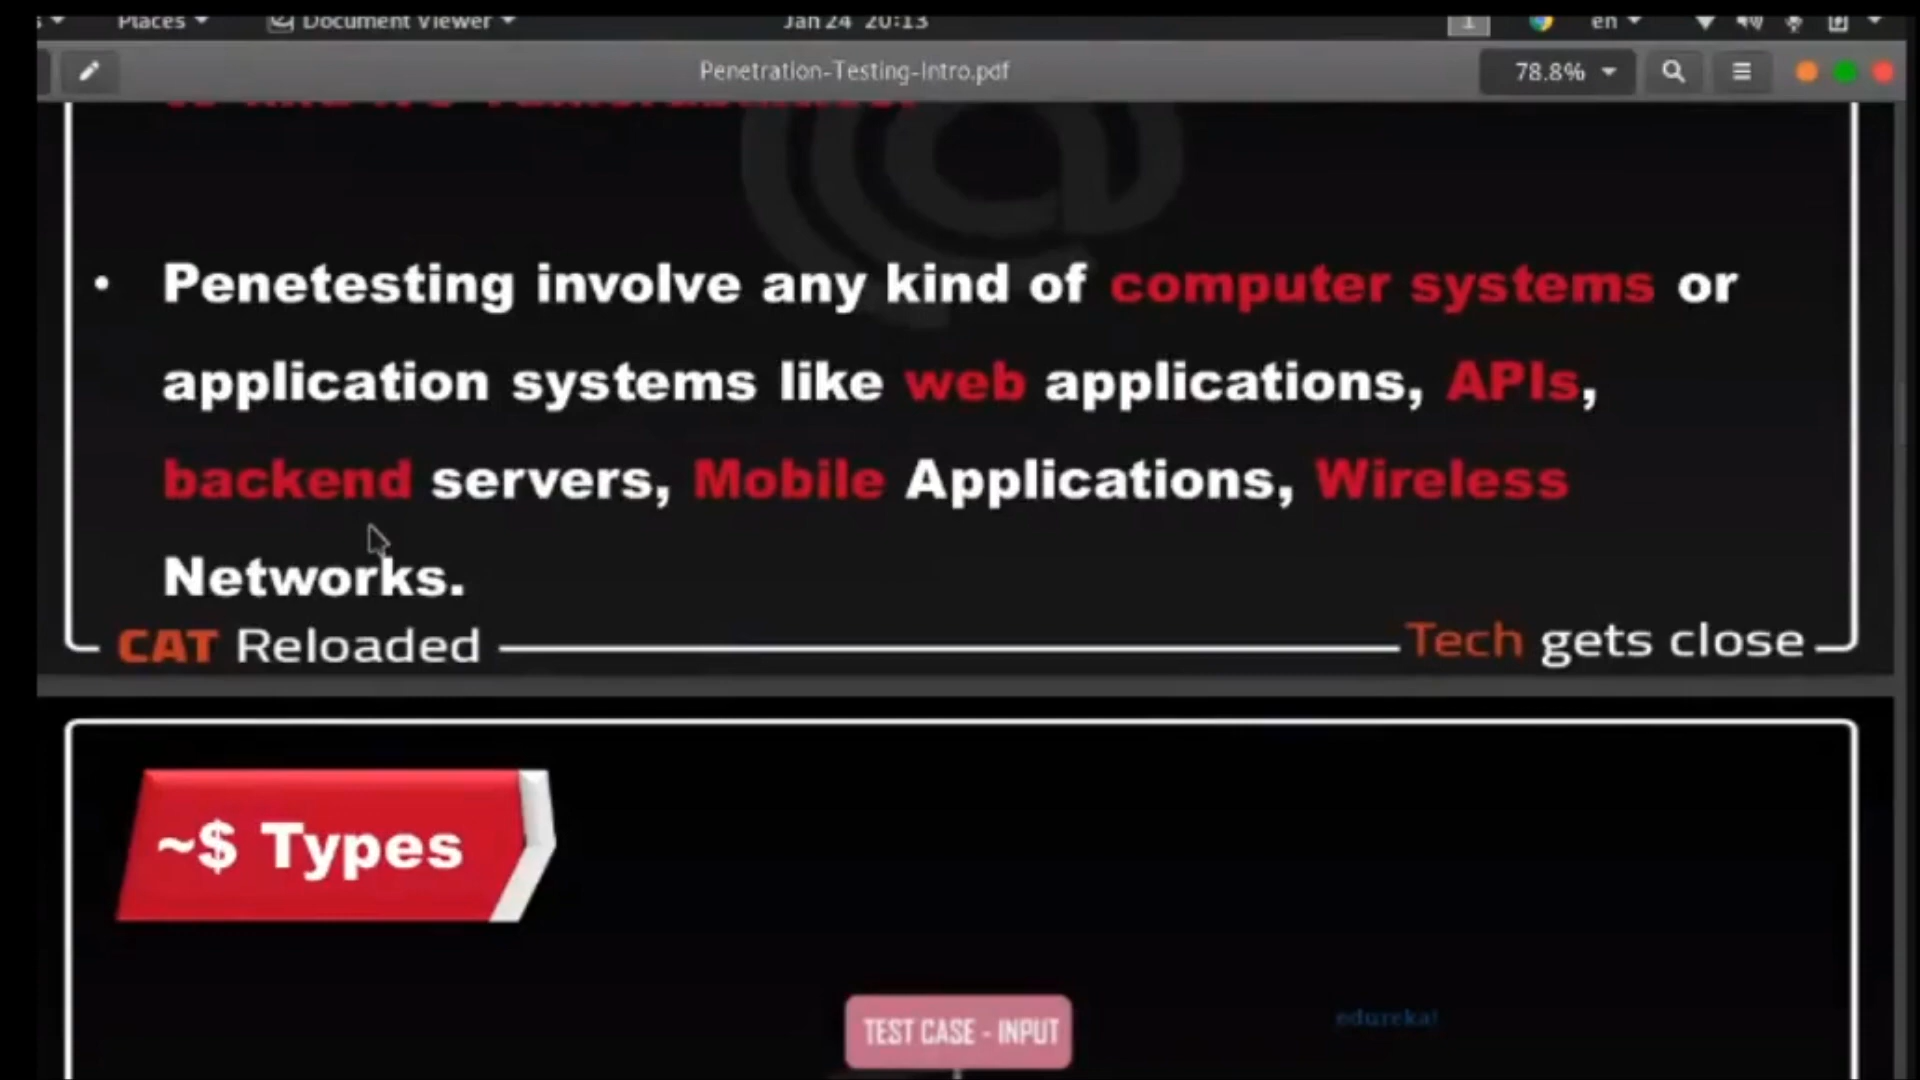 Places
Document Viewer
Jan 24 20:13
1
en
Penetration-Testing-Intro.pdf
78.8%
• Penetesting involve any kind of computer systems or
application systems like web applications, APIs,
backend servers, Mobile Applications, Wireless
Networks.
CAT Reloaded
Tech gets close
~$ Types
TEST CASE - INPUT
edureka!